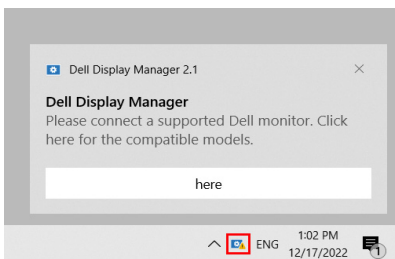 Dell Display Manager 2.1
Dell Display Manager
Please connect a supported Dell monitor. Click
here for the compatible models.
here
1:02 PM
ENG
12/17/2022
1